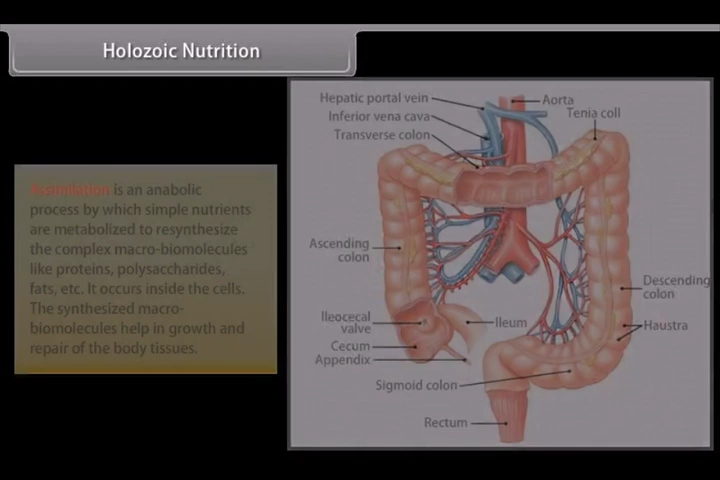 Holozoic Nutrition
Assimilation is an anabolic
process by which simple nutrients
are metabolized to resynthesize
the complex macro-biomolecules
like proteins, polysaccharides,
fats, etc. It occurs inside the cells.
The synthesized macro-
biomolecules help in growth and
repair of the body tissues.
Hepatic portal vein
Aorta
Inferior vena cava
Tenia coll
Transverse colon
Ascending
colon
Descending
colon
Ileocecal
valve
Ileum
Haustra
Cecum
Appendix
Sigmoid colon
Rectum